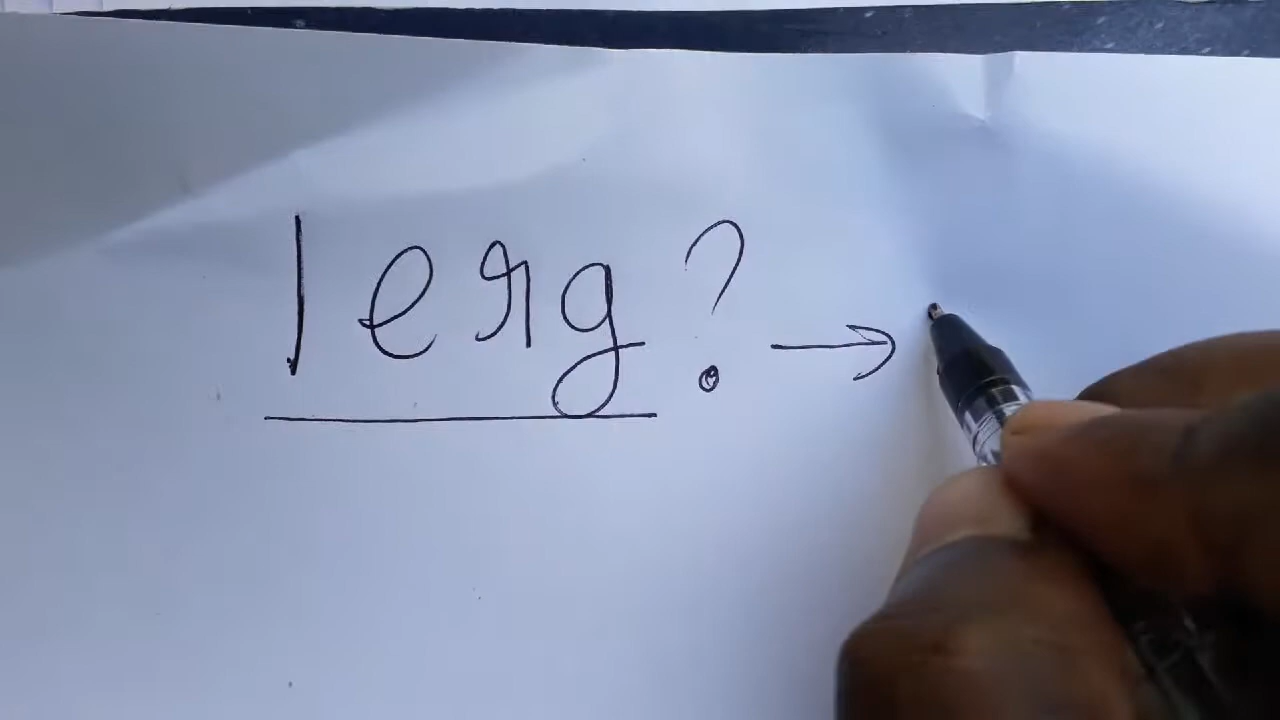 1 erg ? →